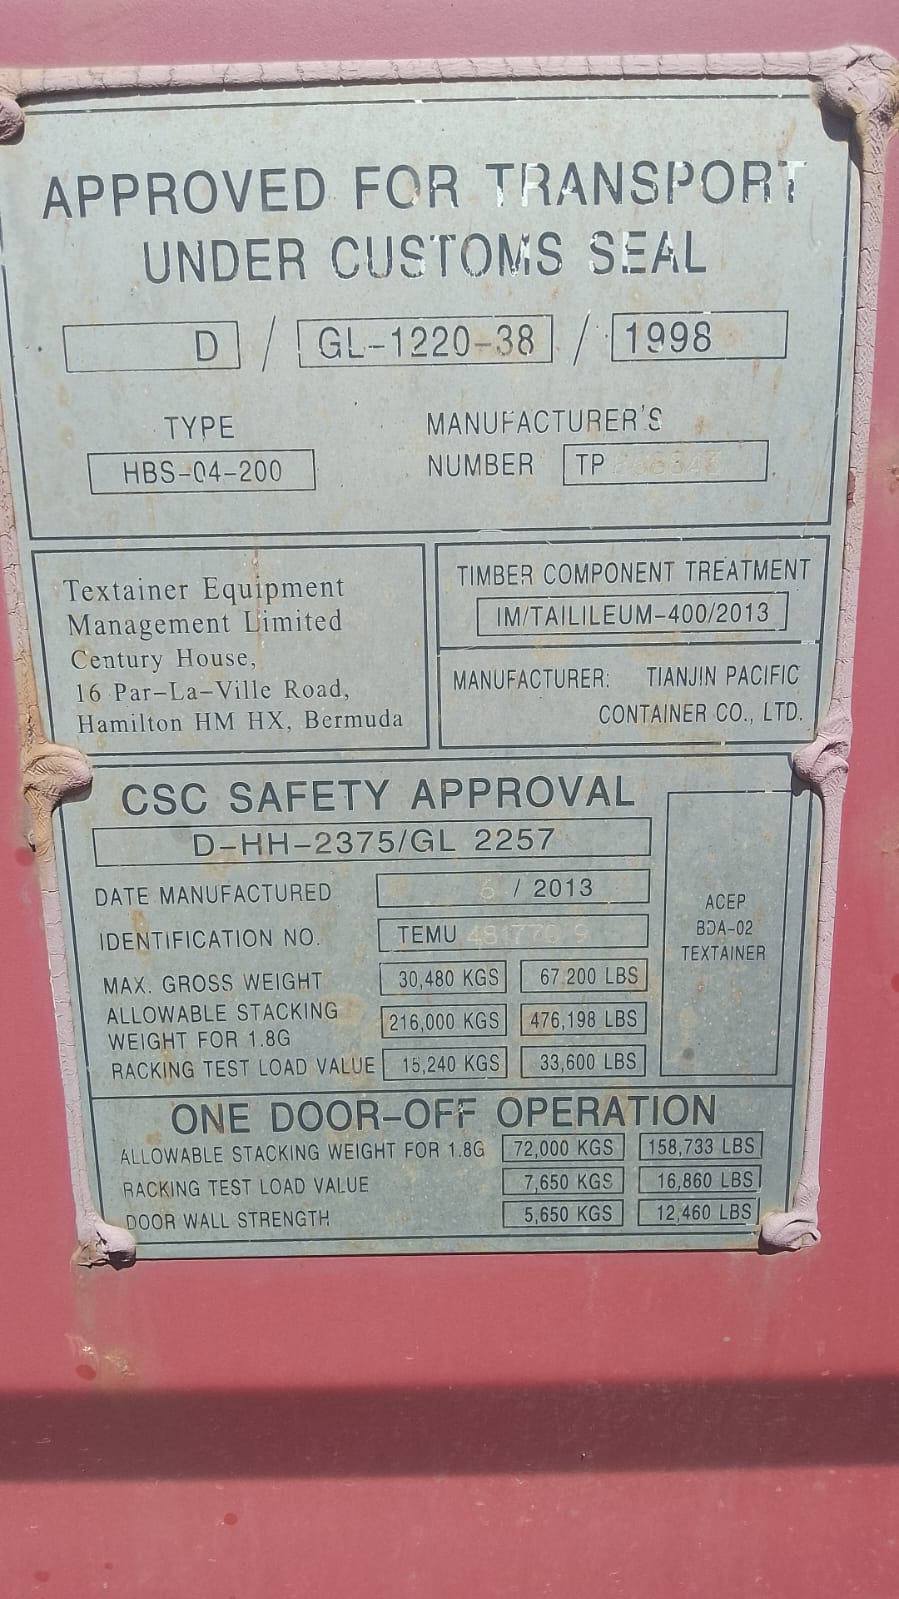 APPROVED FOR TRANSPORT
UNDER CUSTOMS SEAL
D / GL-1220-38 / 1998
TYPE
HBS-04-200
MANUFACTURER'S
NUMBER TP
Textainer Equipment
Management Limited
Century House,
16 Par-La-Ville Road,
Hamilton HM HX, Bermuda
TIMBER COMPONENT TREATMENT
IM/TAILILEUM-400/2013
MANUFACTURER: TIANJIN PACIFIC
CONTAINER CO., LTD.
CSC SAFETY APPROVAL
D-HH-2375/GL 2257
DATE MANUFACTURED 6 / 2013
IDENTIFICATION NO. TEMU 481770 9
MAX. GROSS WEIGHT 30,480 KGS 67.200 LBS
ALLOWABLE STACKING
WEIGHT FOR 1.8G 216,000 KGS 476,198 LBS
RACKING TEST LOAD VALUE 15,240 KGS 33,600 LBS
ACEP
BDA-02
TEXTAINER
ONE DOOR-OFF OPERATION
ALLOWABLE STACKING WEIGHT FOR 1.8G 72,000 KGS 158,733 LBS
RACKING TEST LOAD VALUE 7,650 KGS 16,860 LBS
DOOR WALL STRENGTH 5,650 KGS 12,460 LBS